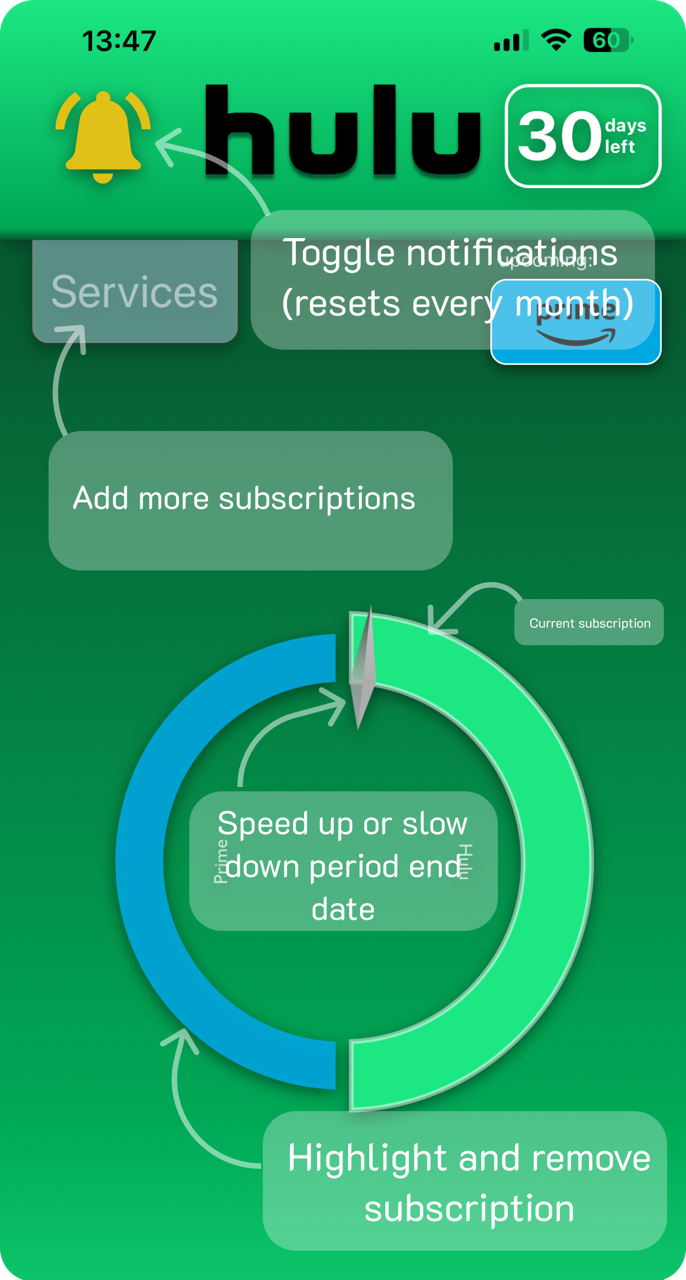 13:47
60
hulu
30 days
left
Toggle notifications
upcoming:
(resets every month)
prime
Services
Add more subscriptions
Current subscription
Speed up or slow
Prime
down period end
Hulu
date
Highlight and remove
subscription